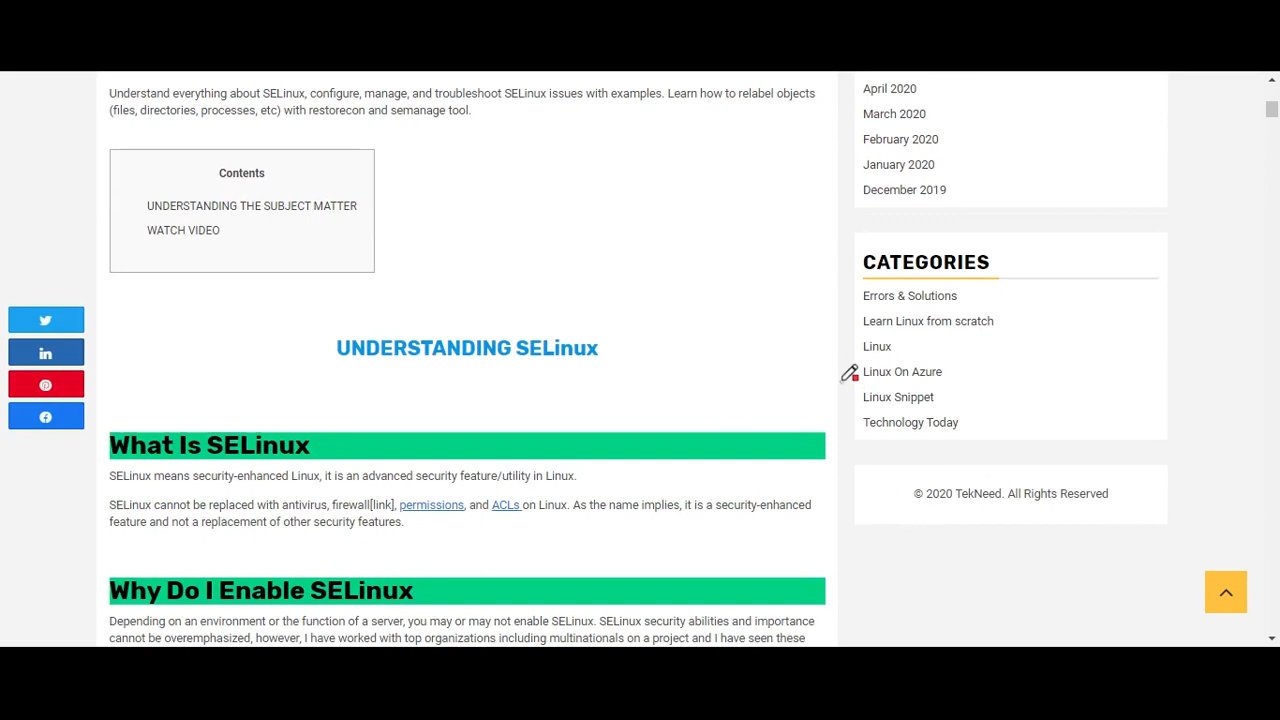 Understand everything about SELinux, configure, manage, and troubleshoot SELinux issues with examples. Learn how to relabel objects
(files, directories, processes, etc) with restorecon and semanage tool.
Contents
UNDERSTANDING THE SUBJECT MATTER
WATCH VIDEO
UNDERSTANDING SELinux
What Is SELinux
SELinux means security-enhanced Linux, it is an advanced security feature/utility in Linux.
SELinux cannot be replaced with antivirus, firewall[link], permissions, and ACLs on Linux. As the name implies, it is a security-enhanced
feature and not a replacement of other security features.
Why Do I Enable SELinux
Depending on an environment or the function of a server, you may or may not enable SELinux. SELinux security abilities and importance
cannot be overemphasized, however, I have worked with top organizations including multinationals on a project and I have seen these
April 2020
March 2020
February 2020
January 2020
December 2019
CATEGORIES
Errors & Solutions
Learn Linux from scratch
Linux
Linux On Azure
Linux Snippet
Technology Today
© 2020 TekNeed. All Rights Reserved